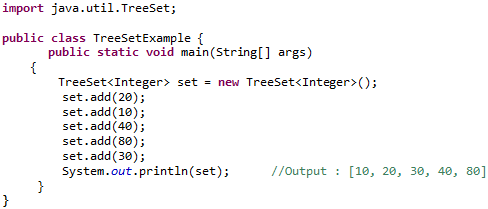 import java.util.TreeSet;
public class TreeSetExample {
public static void main(String[] args)
{
TreeSet<Integer> set = new TreeSet<Integer>();
set.add(20);
set.add(10);
set.add(40);
set.add(80);
set.add(30);
System.out.println(set); //Output : [10, 20, 30, 40, 80]
}
}